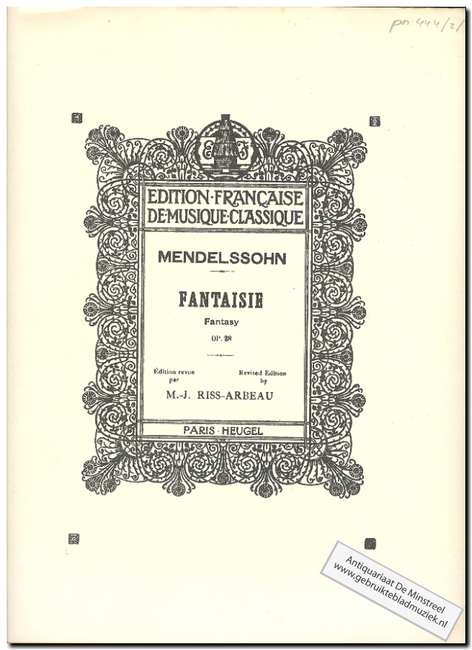 pn 444/2/
EDITION·FRANÇAISE
DE·MUSIQUE·CLASSIQUE
MENDELSSOHN
FANTAISIE
Fantasy
OP. 28
Édition revue
par
Revised Edition
by
M.-J. RISS-ARBEAU
PARIS-HEUGEL
Antiquariaat De Minstreel
www.gebruiktebladmuziek.nl